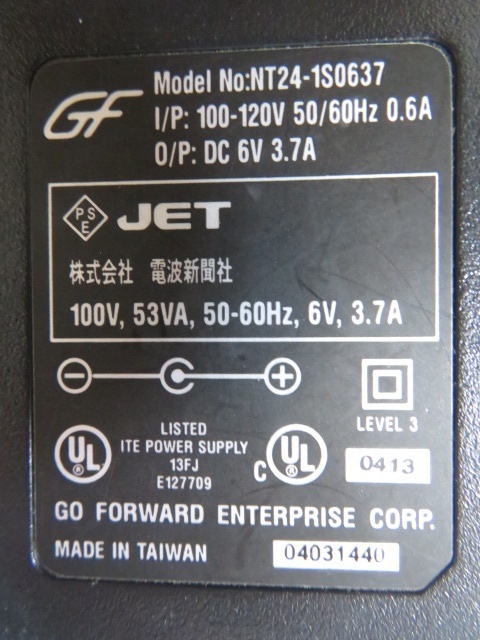 GF
Model No:NT24-1S0637
I/P: 100-120V 50/60Hz 0.6A
O/P: DC 6V 3.7A
PSE JET
株式会社 電波新聞社
100V, 53VA, 50-60Hz, 6V, 3.7A
LEVEL 3
UL
LISTED
ITE POWER SUPPLY
13FJ
E127709
C UL
0413
GO FORWARD ENTERPRISE CORP.
MADE IN TAIWAN 04031440